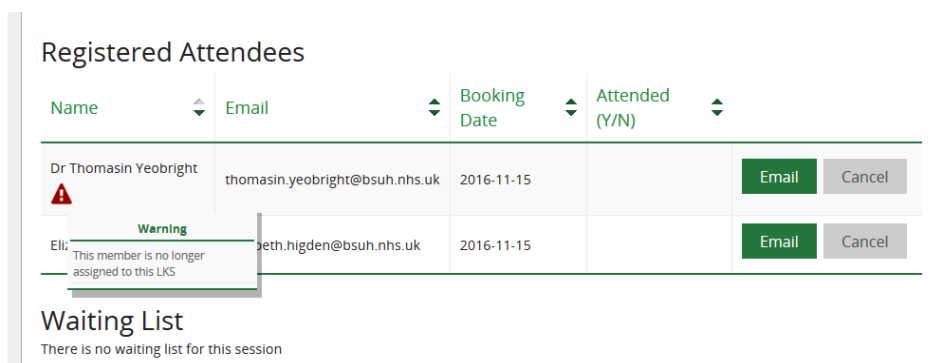 Registered Attendees
Name Email Booking Date Attended (Y/N)
Dr Thomasin Yeobright thomasin.yeobright@bsuh.nhs.uk 2016-11-15 Email Cancel
Warning
This member is no longer
assigned to this LKS
beth.higden@bsuh.nhs.uk 2016-11-15 Email Cancel
Waiting List
There is no waiting list for this session